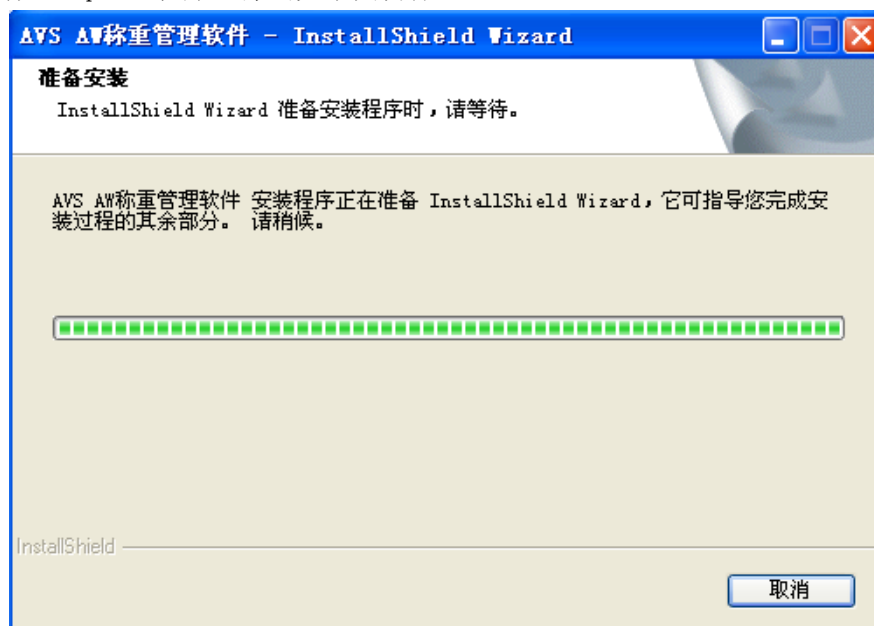 AVS AW称重管理软件 - InstallShield Wizard
准备安装
InstallShield Wizard 准备安装程序时，请等待。
AVS AW称重管理软件 安装程序正在准备 InstallShield Wizard，它可指导您完成安
装过程的其余部分。 请稍候。
InstallShield
取消